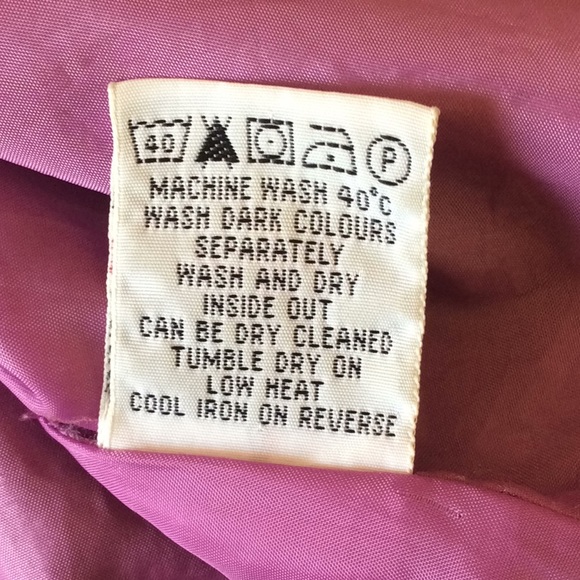 40 P
MACHINE WASH 40°C
WASH DARK COLOURS
SEPARATELY
WASH AND DRY
INSIDE OUT
CAN BE DRY CLEANED
TUMBLE DRY ON
LOW HEAT
COOL IRON ON REVERSE